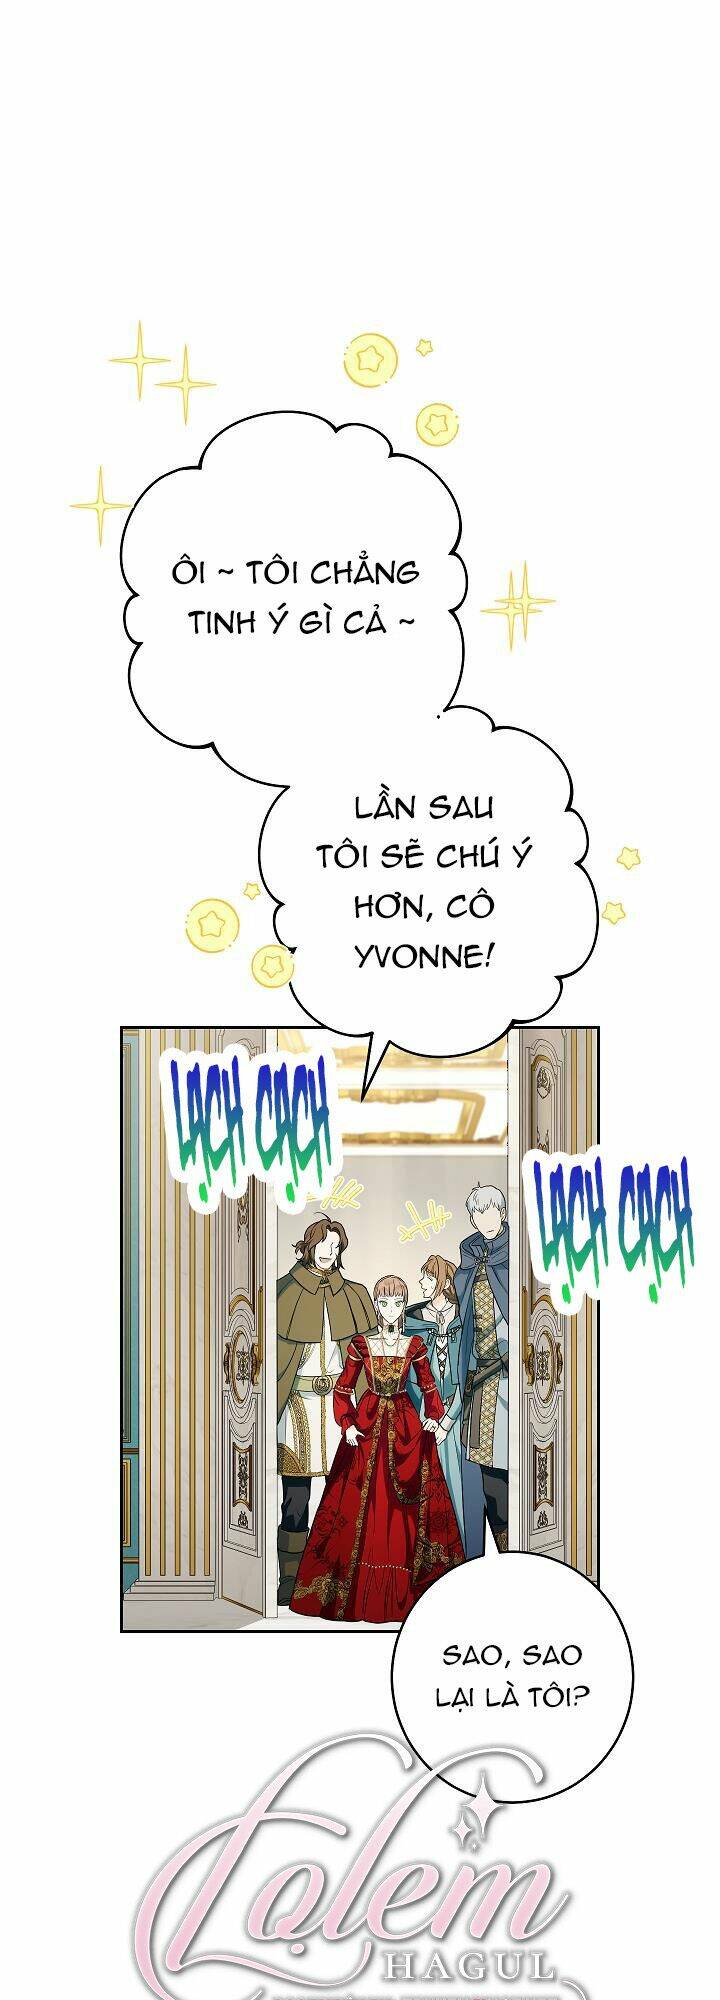 ÔI ~ TÔI CHẲNG
TINH Ý GÌ CẢ ~
LẦN SAU
TÔI SẼ CHÚ Ý
HƠN, CÔ
YVONNE!
LẠCH CẠCH
LẠCH CẠCH
SAO, SAO
LẠI LÀ TÔI?
Lọlem
HAGUL